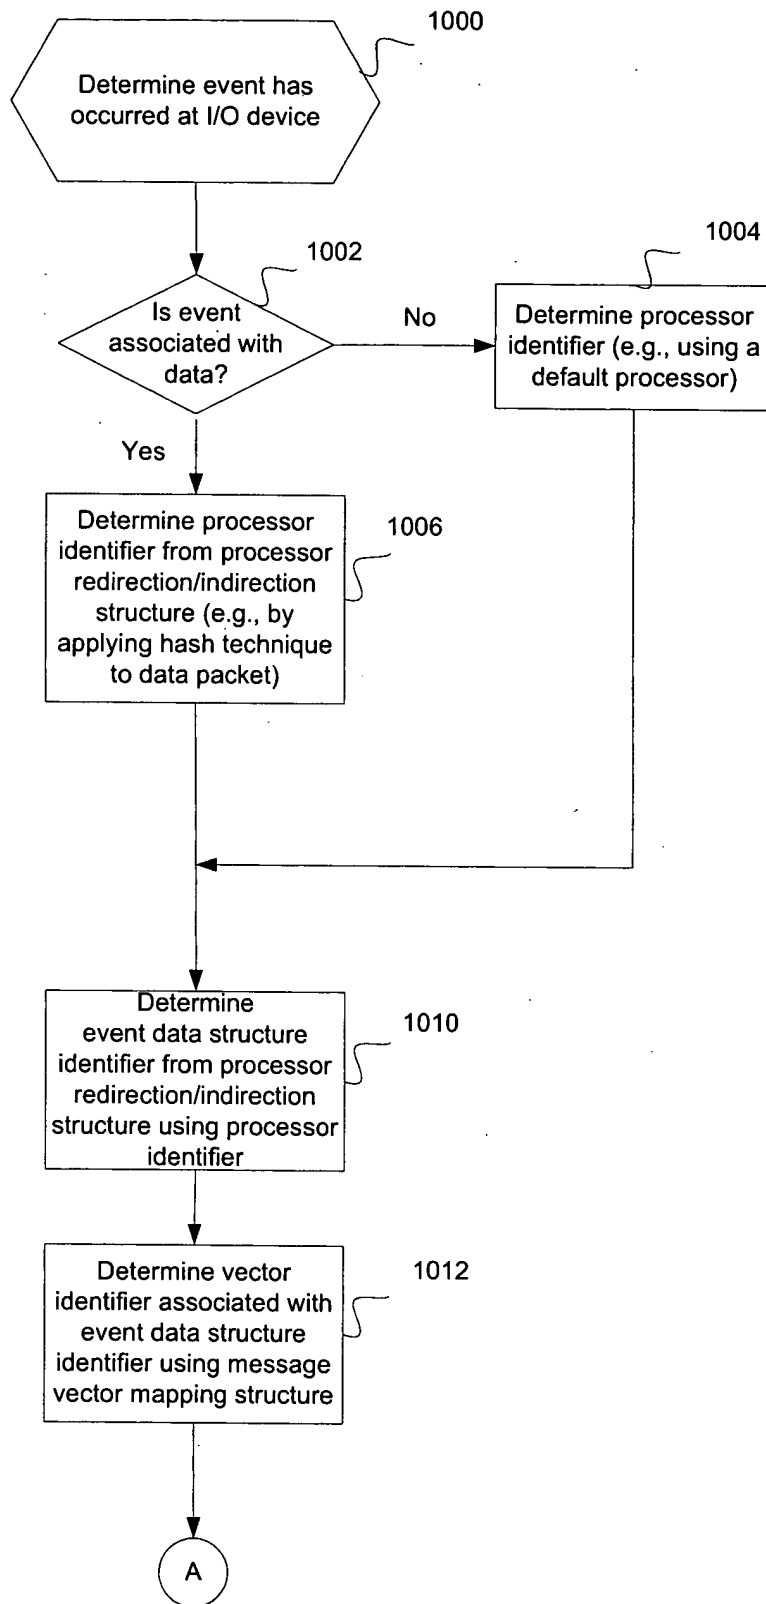 1000
Determine event has
occurred at I/O device
1002
Is event
associated with
data?
No
1004
Determine processor
identifier (e.g., using a
default processor)
Yes
Determine processor
identifier from processor
redirection/indirection
structure (e.g., by
applying hash technique
to data packet)
1006
Determine
event data structure
identifier from processor
redirection/indirection
structure using processor
identifier
1010
Determine vector
identifier associated with
event data structure
identifier using message
vector mapping structure
1012
A